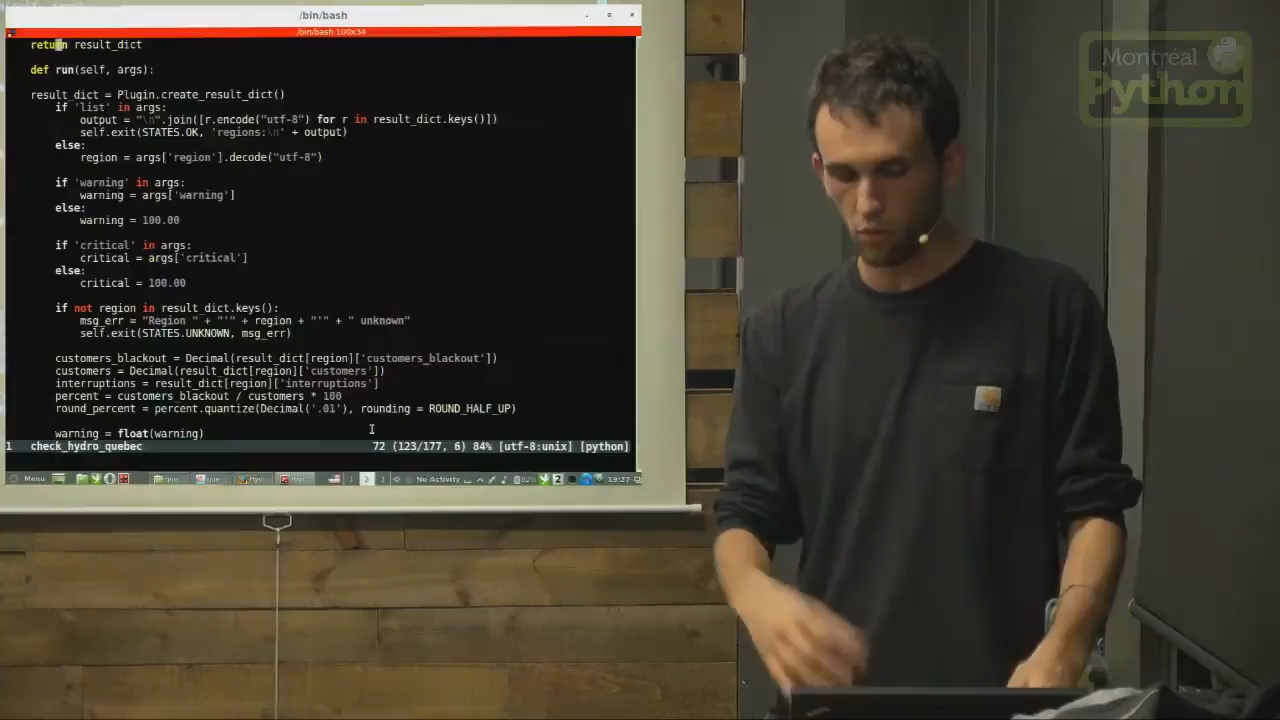 /bin/bash
/bin/bash 100x34
return result_dict
def run(self, args):
result_dict = Plugin.create_result_dict()
if 'list' in args:
output = "\n".join([r.encode("utf-8") for r in result_dict.keys()])
self.exit(STATES.OK, 'regions:\n' + output)
else:
region = args['region'].decode("utf-8")
if 'warning' in args:
warning = args['warning']
else:
warning = 100.00
if 'critical' in args:
critical = args['critical']
else:
critical = 100.00
if not region in result_dict.keys():
msg_err = "Region " + "'" + region + "'" + " unknown"
self.exit(STATES.UNKNOWN, msg_err)
customers_blackout = Decimal(result_dict[region]['customers_blackout'])
customers = Decimal(result_dict[region]['customers'])
interruptions = result_dict[region]['interruptions']
percent = customers_blackout / customers * 100
round_percent = percent.quantize(Decimal('.01'), rounding = ROUND_HALF_UP)
warning = float(warning)
1 check_hydro_quebec 72 (123/177, 6) 84% [utf-8:unix] [python]
Menu No Activity 82% 2 19:27
Montréal
Python